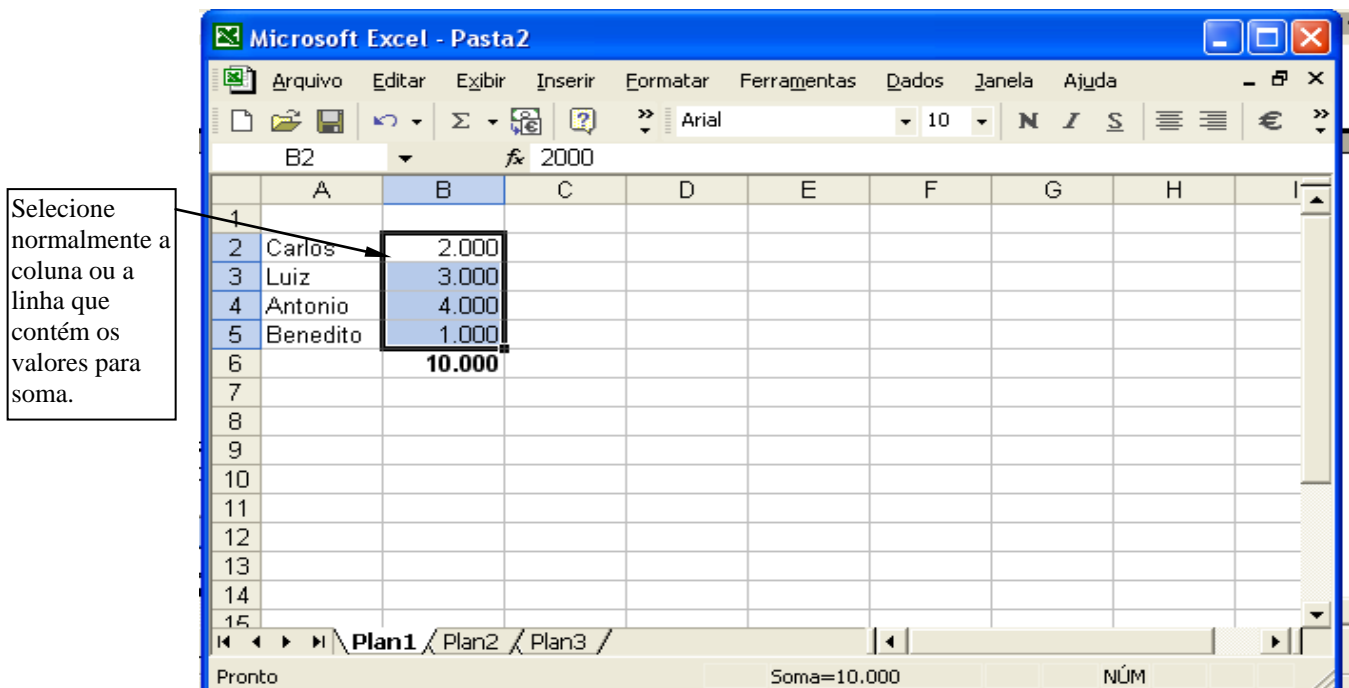 Microsoft Excel - Pasta2
Arquivo Editar Exibir Inserir Formatar Ferramentas Dados Janela Ajuda
Arial 10 N I S €
B2 fx 2000
A B C D E F G H I
Selecione
normalmente a
coluna ou a
linha que
contém os
valores para
soma.
1
2 Carlos 2.000
3 Luiz 3.000
4 Antonio 4.000
5 Benedito 1.000
6 10.000
7
8
9
10
11
12
13
14
15
Plan1 Plan2 Plan3
Pronto Soma=10.000 NÚM